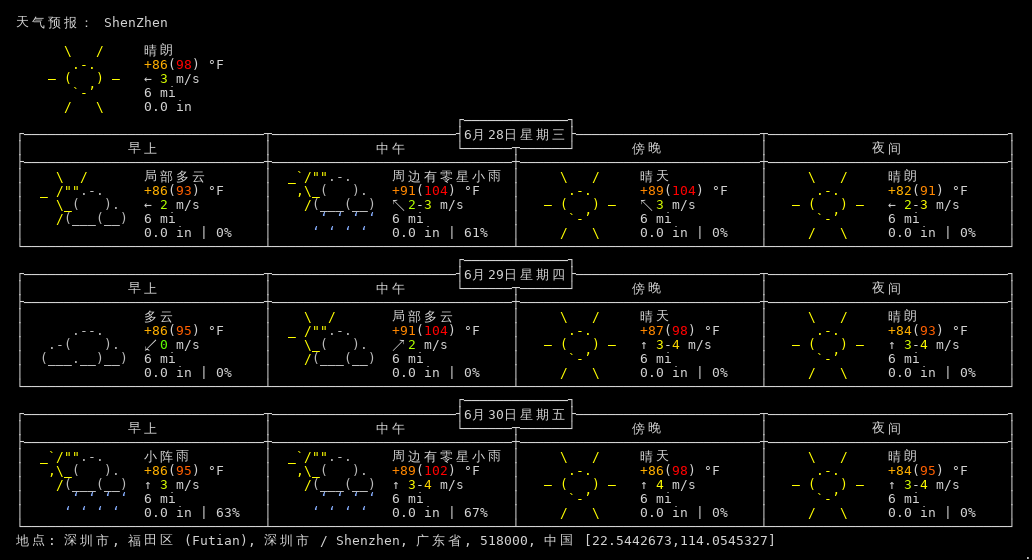 天气预报： ShenZhen
晴朗
+86(98) °F
← 3 m/s
6 mi
0.0 in
6月28日星期三
早上 中午 傍晚 夜间
局部多云 周边有零星小雨 晴天 晴朗
+86(93) °F +91(104) °F +89(104) °F +82(91) °F
← 2 m/s ↖ 2-3 m/s ↖ 3 m/s ← 2-3 m/s
6 mi 6 mi 6 mi 6 mi
0.0 in | 0% 0.0 in | 61% 0.0 in | 0% 0.0 in | 0%
6月29日星期四
早上 中午 傍晚 夜间
多云 局部多云 晴天 晴朗
+86(95) °F +91(104) °F +87(98) °F +84(93) °F
↙ 0 m/s ↗ 2 m/s ↑ 3-4 m/s ↑ 3-4 m/s
6 mi 6 mi 6 mi 6 mi
0.0 in | 0% 0.0 in | 0% 0.0 in | 0% 0.0 in | 0%
6月30日星期五
早上 中午 傍晚 夜间
小阵雨 周边有零星小雨 晴天 晴朗
+86(95) °F +89(102) °F +86(98) °F +84(95) °F
↑ 3 m/s ↑ 3-4 m/s ↑ 4 m/s ↑ 3-4 m/s
6 mi 6 mi 6 mi 6 mi
0.0 in | 63% 0.0 in | 67% 0.0 in | 0% 0.0 in | 0%
地点: 深圳市, 福田区 (Futian), 深圳市 / Shenzhen, 广东省, 518000, 中国 [22.5442673,114.0545327]